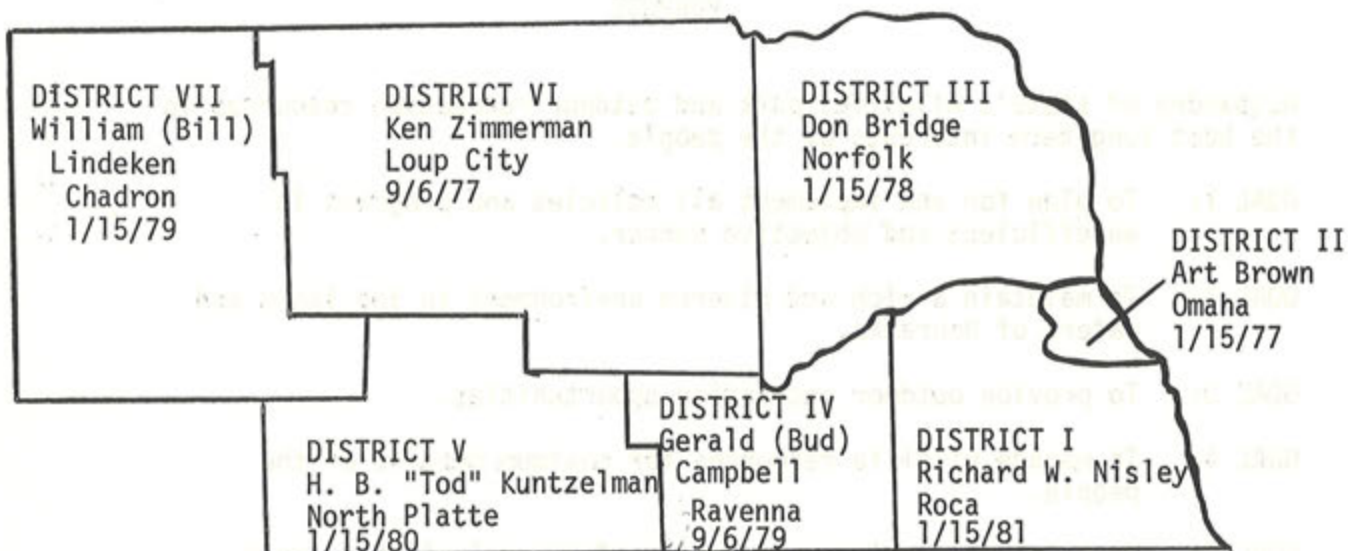 DISTRICT VII
William (Bill)
Lindeken
Chadron
1/15/79
DISTRICT VI
Ken Zimmerman
Loup City
9/6/77
DISTRICT III
Don Bridge
Norfolk
1/15/78
DISTRICT II
Art Brown
Omaha
1/15/77
DISTRICT V
H. B. "Tod" Kuntzelman
North Platte
1/15/80
DISTRICT IV
Gerald (Bud)
Campbell
Ravenna
9/6/79
DISTRICT I
Richard W. Nisley
Roca
1/15/81